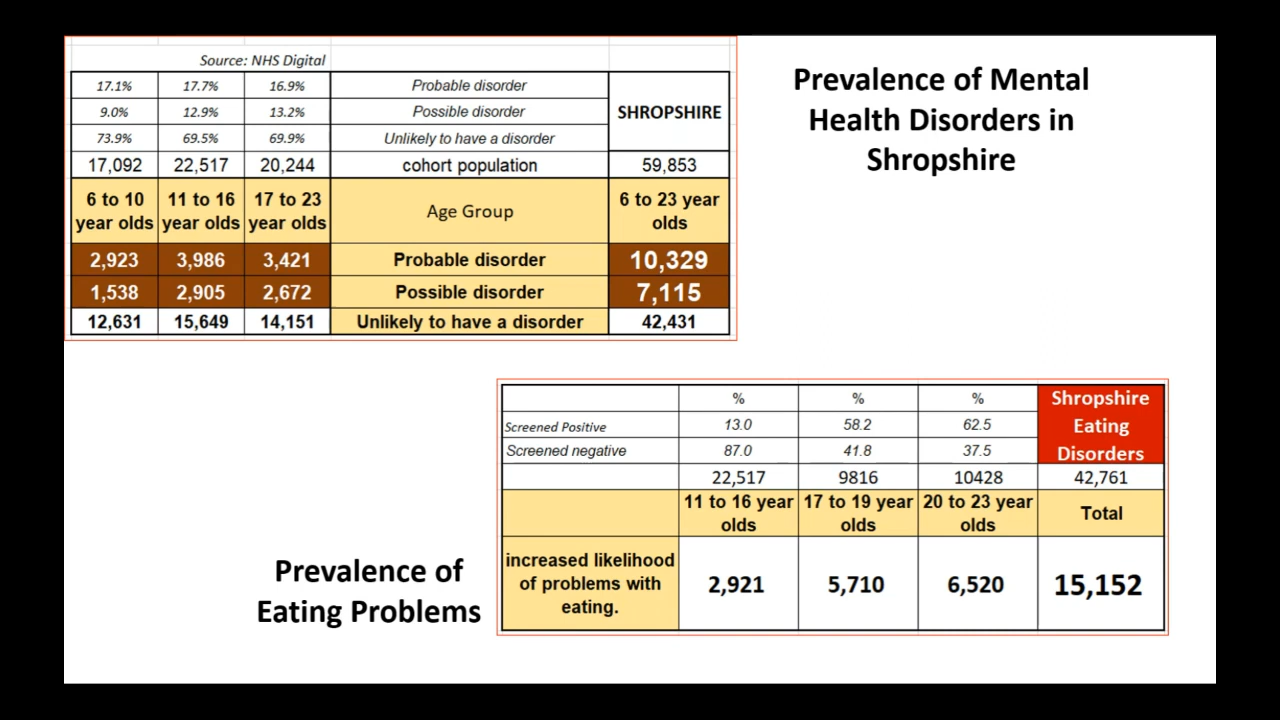 Source: NHS Digital
17.1% 17.7% 16.9% Probable disorder
9.0% 12.9% 13.2% Possible disorder SHROPSHIRE
73.9% 69.5% 69.9% Unlikely to have a disorder
17,092 22,517 20,244 cohort population 59,853
6 to 10 11 to 16 17 to 23 Age Group 6 to 23 year
year olds year olds year olds olds
2,923 3,986 3,421 Probable disorder 10,329
1,538 2,905 2,672 Possible disorder 7,115
12,631 15,649 14,151 Unlikely to have a disorder 42,431
Prevalence of Mental
Health Disorders in
Shropshire
% % % Shropshire
Screened Positive 13.0 58.2 62.5 Eating
Screened negative 87.0 41.8 37.5 Disorders
22,517 9816 10428 42,761
11 to 16 year 17 to 19 year 20 to 23 year Total
olds olds olds
increased likelihood
of problems with 2,921 5,710 6,520 15,152
eating.
Prevalence of
Eating Problems